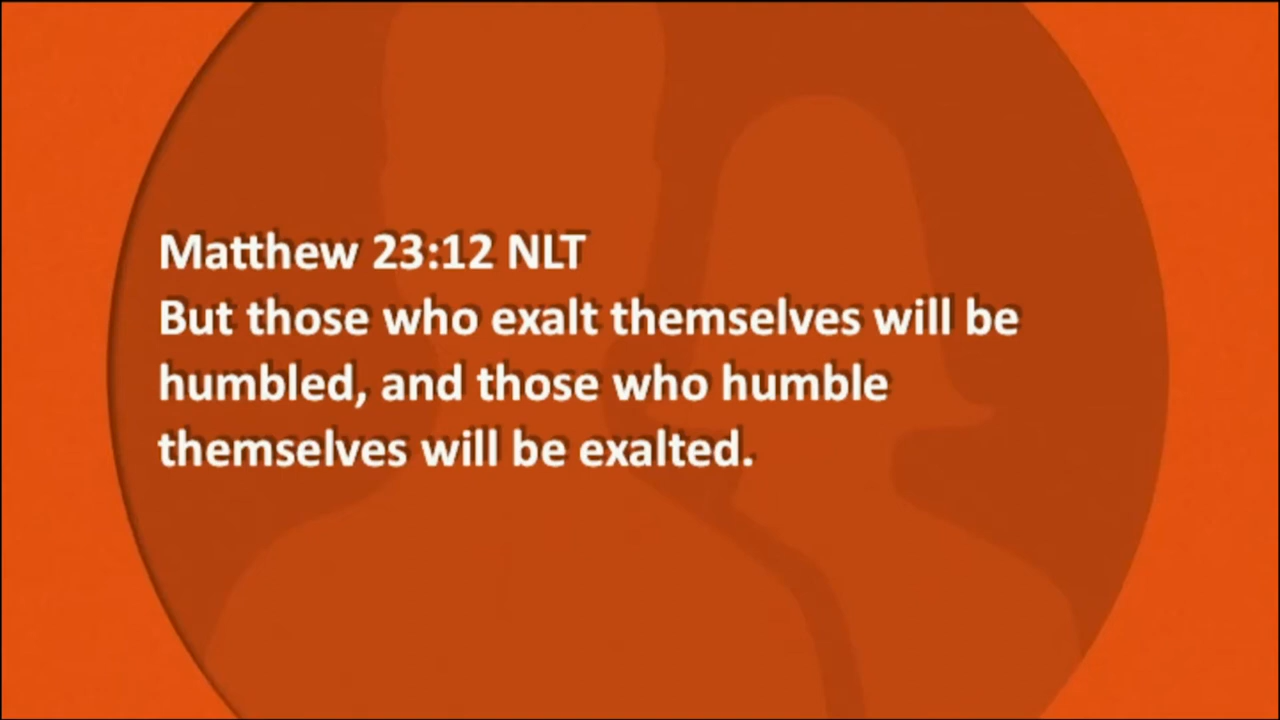 Matthew 23:12 NLT
But those who exalt themselves will be
humbled, and those who humble
themselves will be exalted.